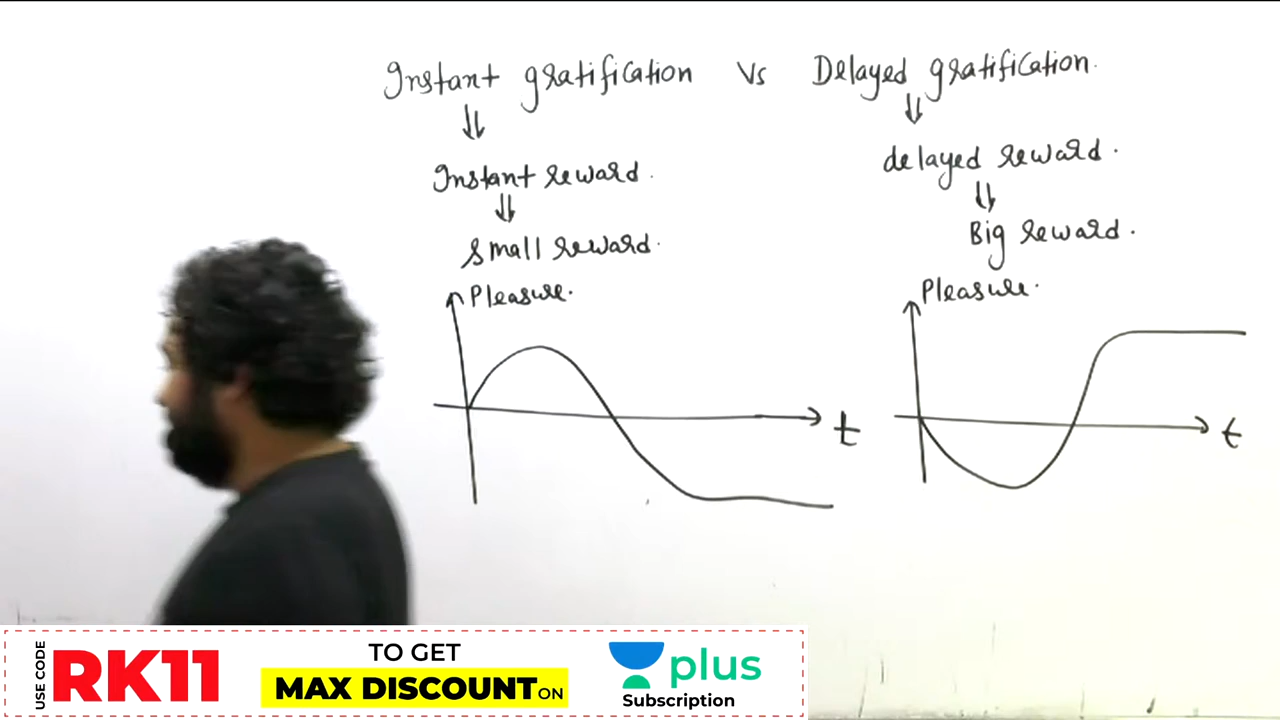 Instant gratification Vs Delayed gratification.
Instant reward.
small reward.
Pleasure.
t
delayed reward.
Big reward.
Pleasure.
t
USE CODE
RK11
TO GET
MAX DISCOUNT ON
plus
Subscription